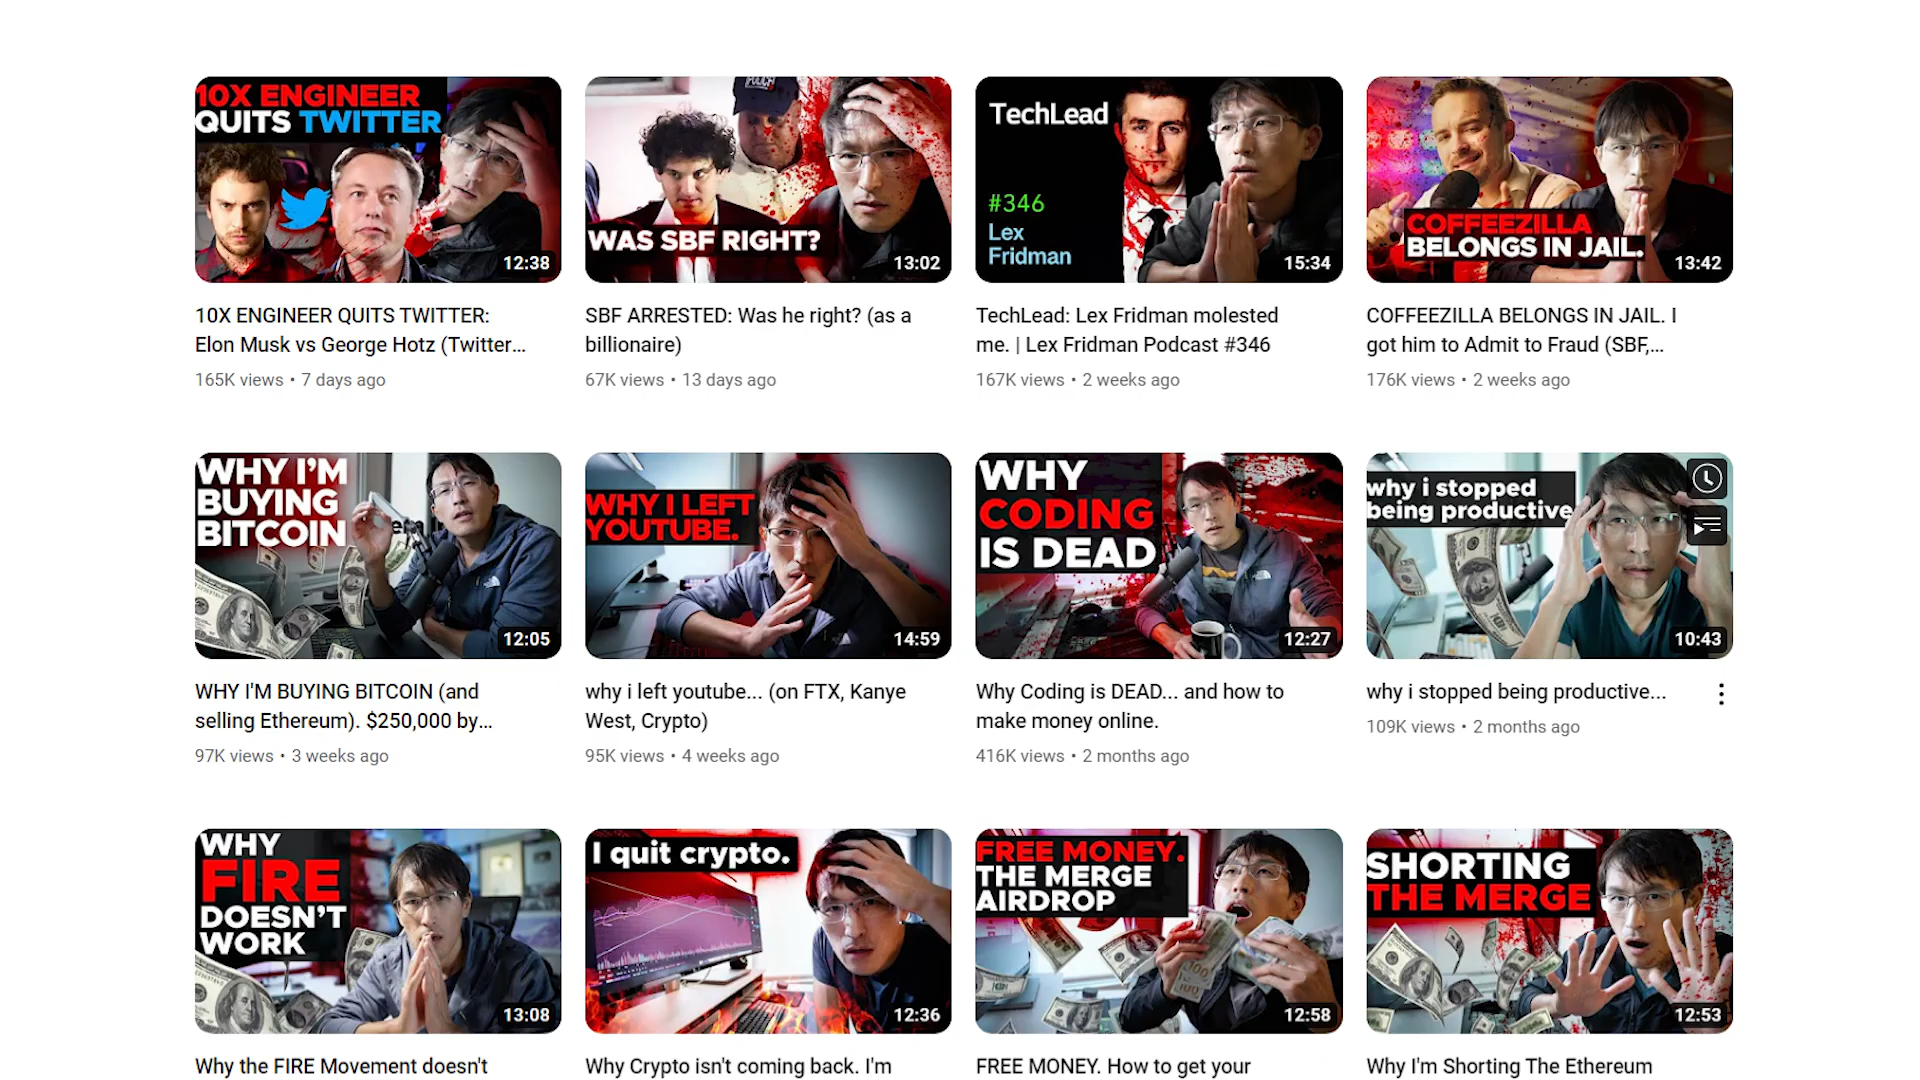 10X ENGINEER
QUITS TWITTER
12:38
10X ENGINEER QUITS TWITTER:
Elon Musk vs George Hotz (Twitter...
165K views • 7 days ago
POLICE
WAS SBF RIGHT?
13:02
SBF ARRESTED: Was he right? (as a
billionaire)
67K views • 13 days ago
TechLead
#346
Lex
Fridman
15:34
TechLead: Lex Fridman molested
me. | Lex Fridman Podcast #346
167K views • 2 weeks ago
COFFEEZILLA
BELONGS IN JAIL.
13:42
COFFEEZILLA BELONGS IN JAIL. I
got him to Admit to Fraud (SBF,...
176K views • 2 weeks ago
WHY I'M
BUYING
BITCOIN
12:05
WHY I'M BUYING BITCOIN (and
selling Ethereum). $250,000 by...
97K views • 3 weeks ago
WHY I LEFT
YOUTUBE.
14:59
why i left youtube... (on FTX, Kanye
West, Crypto)
95K views • 4 weeks ago
WHY
CODING
IS DEAD
12:27
Why Coding is DEAD... and how to
make money online.
416K views • 2 months ago
why i stopped
being productive
10:43
why i stopped being productive...
109K views • 2 months ago
WHY
FIRE
DOESN'T
WORK
13:08
Why the FIRE Movement doesn't
I quit crypto.
12:36
Why Crypto isn't coming back. I'm
FREE MONEY.
THE MERGE
AIRDROP
12:58
FREE MONEY. How to get your
SHORTING
THE MERGE
12:53
Why I'm Shorting The Ethereum